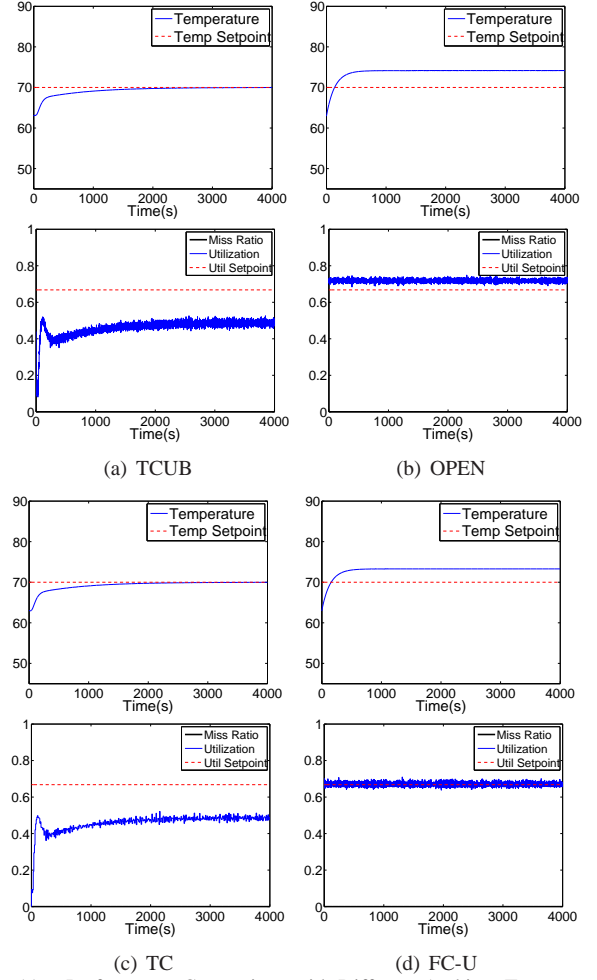 90
80
70
60
50
0 1000 2000 3000 4000
Time(s)
Temperature
Temp Setpoint
90
80
70
60
50
0 1000 2000 3000 4000
Time(s)
Temperature
Temp Setpoint
1
0.8
0.6
0.4
0.2
0
0 1000 2000 3000 4000
Time(s)
Miss Ratio
Utilization
Util Setpoint
1
0.8
0.6
0.4
0.2
0
0 1000 2000 3000 4000
Time(s)
Miss Ratio
Utilization
Util Setpoint
(a) TCUB
(b) OPEN
90
80
70
60
50
0 1000 2000 3000 4000
Time(s)
Temperature
Temp Setpoint
90
80
70
60
50
0 1000 2000 3000 4000
Time(s)
Temperature
Temp Setpoint
1
0.8
0.6
0.4
0.2
0
0 1000 2000 3000 4000
Time(s)
Miss Ratio
Utilization
Util Setpoint
1
0.8
0.6
0.4
0.2
0
0 1000 2000 3000 4000
Time(s)
Miss Ratio
Utilization
Util Setpoint
(c) TC
(d) FC-U